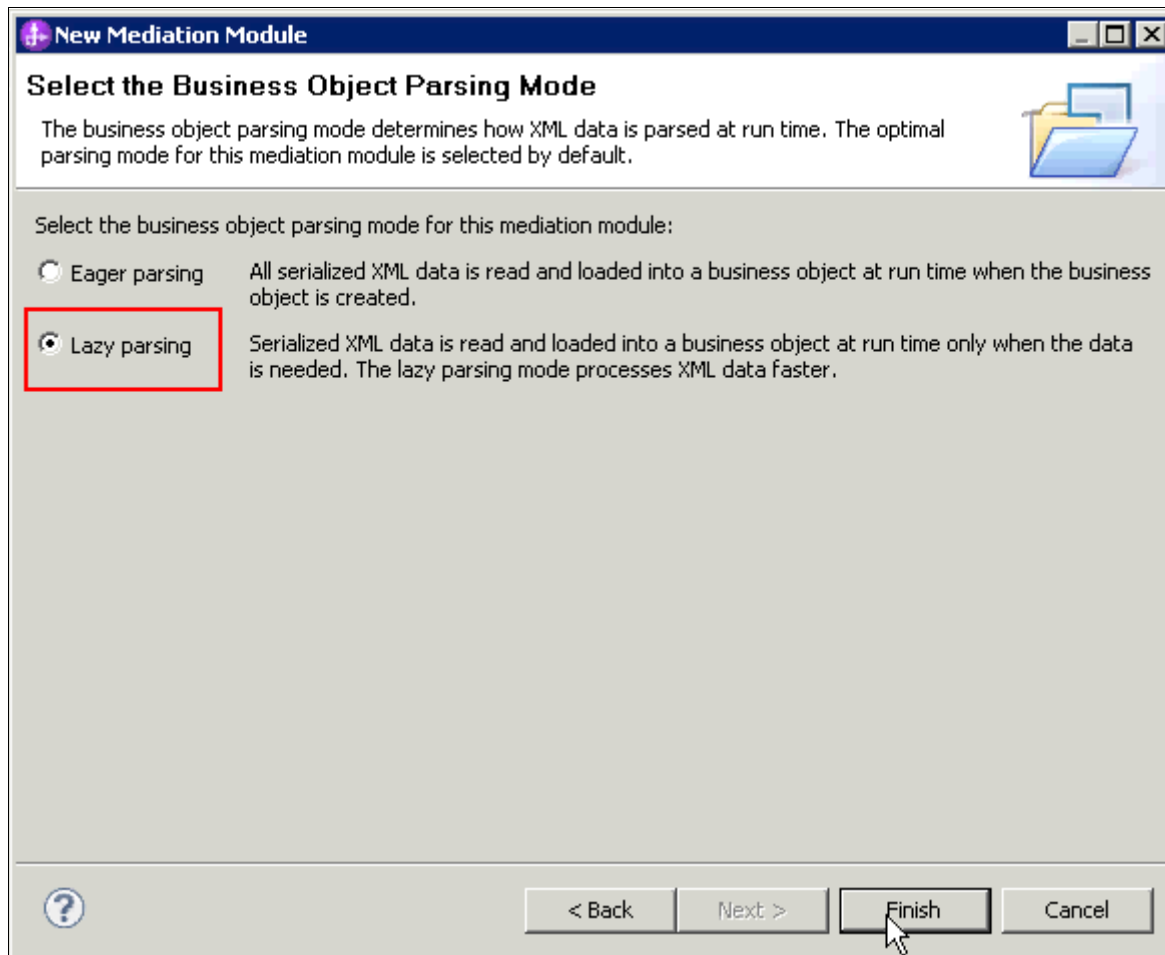 New Mediation Module
Select the Business Object Parsing Mode
The business object parsing mode determines how XML data is parsed at run time. The optimal
parsing mode for this mediation module is selected by default.
Select the business object parsing mode for this mediation module:
Eager parsing All serialized XML data is read and loaded into a business object at run time when the business
object is created.
Lazy parsing Serialized XML data is read and loaded into a business object at run time only when the data
is needed. The lazy parsing mode processes XML data faster.
? < Back Next > Finish Cancel